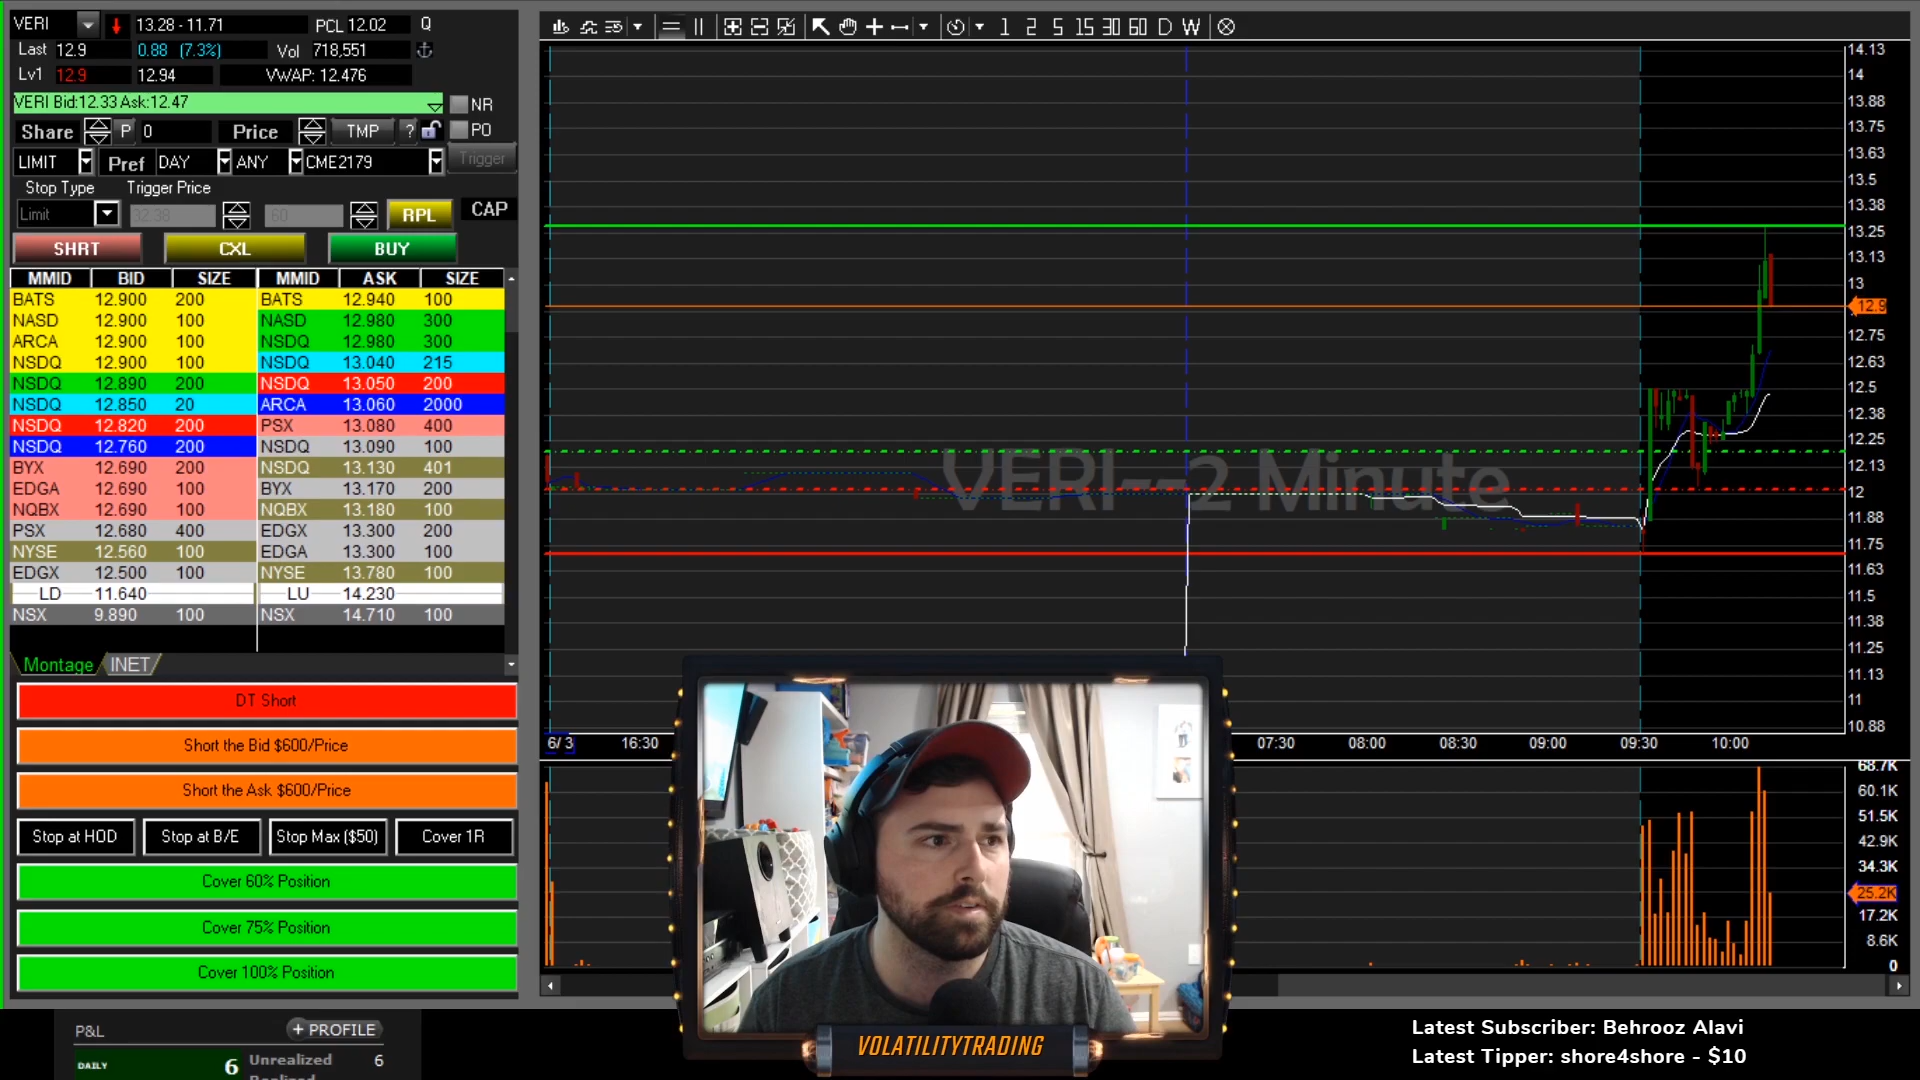 VERI 13.28 - 11.71 PCL 12.02 Q
Last 12.9 0.88 (7.3%) Vol 718,551
Lv1 12.9 12.94 VWAP: 12.476
VERI Bid:12.33 Ask:12.47 NR
Share P 0 Price TMP ? PO
LIMIT Pref DAY ANY CME2179 Trigger
Stop Type Trigger Price
Limit 32.38 60 RPL CAP
SHRT CXL BUY
MMID BID SIZE MMID ASK SIZE
BATS 12.900 200 BATS 12.940 100
NASD 12.900 100 NASD 12.980 300
ARCA 12.900 100 NSDQ 12.980 300
NSDQ 12.900 100 NSDQ 13.040 215
NSDQ 12.890 200 NSDQ 13.050 200
NSDQ 12.850 20 ARCA 13.060 2000
NSDQ 12.820 200 PSX 13.080 400
NSDQ 12.760 200 NSDQ 13.090 100
BYX 12.690 200 NSDQ 13.130 401
EDGA 12.690 100 BYX 13.170 200
NQBX 12.690 100 NQBX 13.180 100
PSX 12.680 400 EDGX 13.300 200
NYSE 12.560 100 EDGA 13.300 100
EDGX 12.500 100 NYSE 13.780 100
LD 11.640 LU 14.230
NSX 9.890 100 NSX 14.710 100
Montage INET
DT Short
Short the Bid $600/Price
Short the Ask $600/Price
Stop at HOD Stop at B/E Stop Max ($50) Cover 1R
Cover 60% Position
Cover 75% Position
Cover 100% Position
P&L + PROFILE
DAILY 6 Unrealized 6
1 2 5 15 30 60 D W
VERI--2 Minute
14.13
14
13.88
13.75
13.63
13.5
13.38
13.25
13.13
13
12.9
12.75
12.63
12.5
12.38
12.25
12.13
12
11.88
11.75
11.63
11.5
11.38
11.25
11.13
11
10.88
6/ 3 16:30 07:30 08:00 08:30 09:00 09:30 10:00
68.7K
60.1K
51.5K
42.9K
34.3K
25.2K
17.2K
8.6K
0
VOLATILITYTRADING
Latest Subscriber: Behrooz Alavi
Latest Tipper: shore4shore - $10